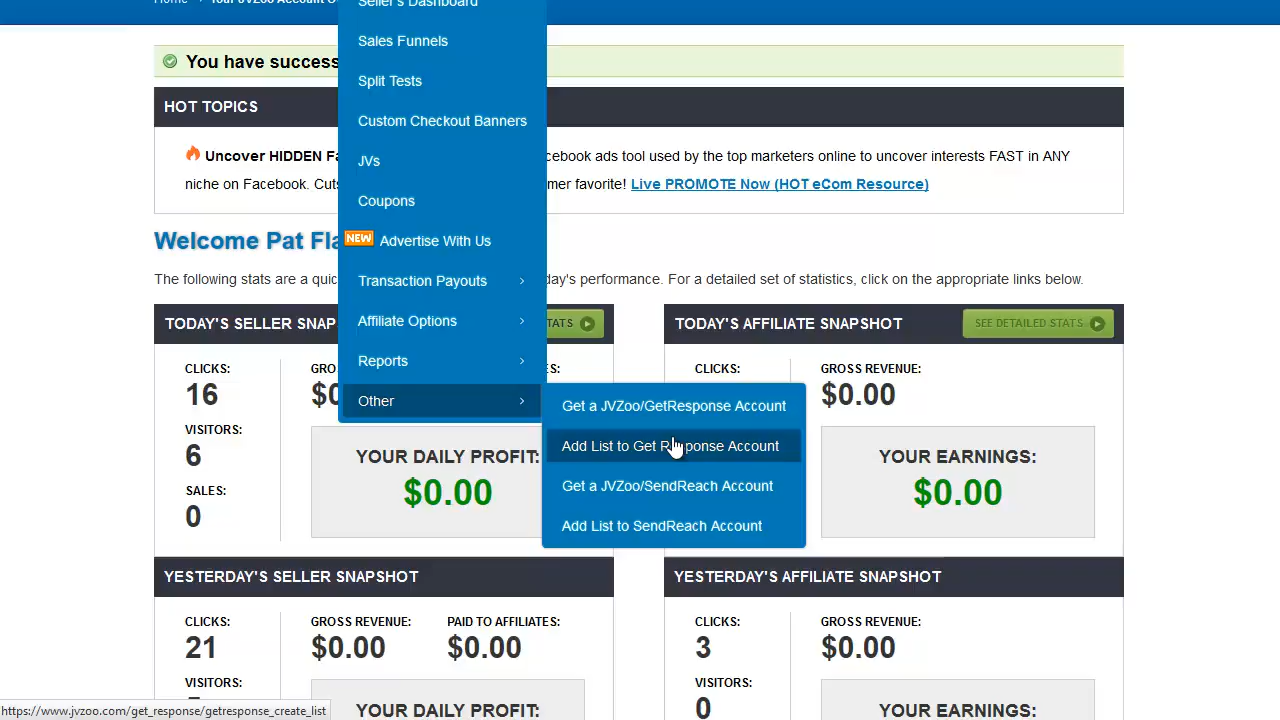 Home
Your JVZoo Account O
Seller's Dashboard
Sales Funnels
Split Tests
Custom Checkout Banners
JVs
Coupons
NEW Advertise With Us
Transaction Payouts
Affiliate Options
Reports
Other
Get a JVZoo/GetResponse Account
Add List to Get Response Account
Get a JVZoo/SendReach Account
Add List to SendReach Account
You have success
HOT TOPICS
Uncover HIDDEN Fa cebook ads tool used by the top marketers online to uncover interests FAST in ANY
niche on Facebook. Cuts mer favorite! Live PROMOTE Now (HOT eCom Resource)
Welcome Pat Fla
The following stats are a quic day's performance. For a detailed set of statistics, click on the appropriate links below.
TODAY'S SELLER SNAP TATS
CLICKS: GRO ES:
16 $0
VISITORS:
6
SALES:
0
YOUR DAILY PROFIT:
$0.00
TODAY'S AFFILIATE SNAPSHOT SEE DETAILED STATS
CLICKS: GROSS REVENUE:
$0.00
YOUR EARNINGS:
$0.00
YESTERDAY'S SELLER SNAPSHOT
CLICKS: GROSS REVENUE: PAID TO AFFILIATES:
21 $0.00 $0.00
VISITORS:
YOUR DAILY PROFIT:
YESTERDAY'S AFFILIATE SNAPSHOT
CLICKS: GROSS REVENUE:
3 $0.00
VISITORS:
0
YOUR EARNINGS:
https://www.jvzoo.com/get_response/getresponse_create_list